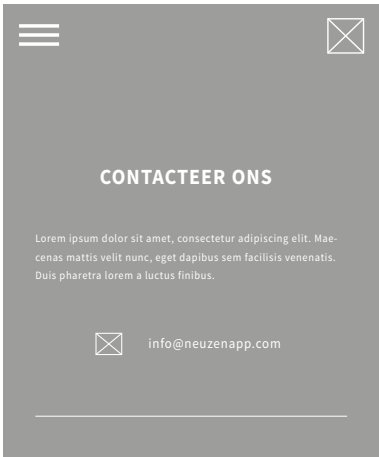 CONTACTEER ONS
Lorem ipsum dolor sit amet, consectetur adipiscing elit. Mae-
cenas mattis velit nunc, eget dapibus sem facilisis venenatis.
Duis pharetra lorem a luctus finibus.
info@neuzenapp.com